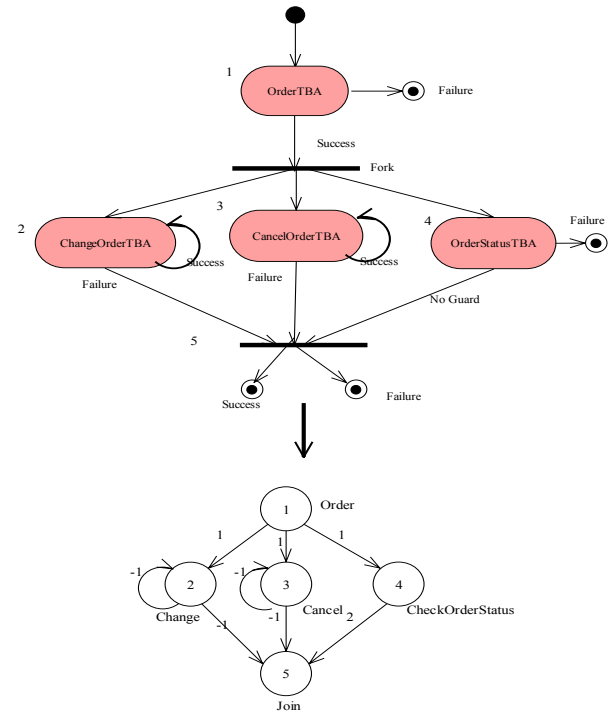 1
OrderTBA
Failure
Success
Fork
2
ChangeOrderTBA
Success
Failure
3
CancelOrderTBA
Success
Failure
4
OrderStatusTBA
Failure
No Guard
5
Success
Failure
1
Order
1
1
1
-1
2
Change
-1
-1
3
Cancel
-1
4
CheckOrderStatus
2
5
Join